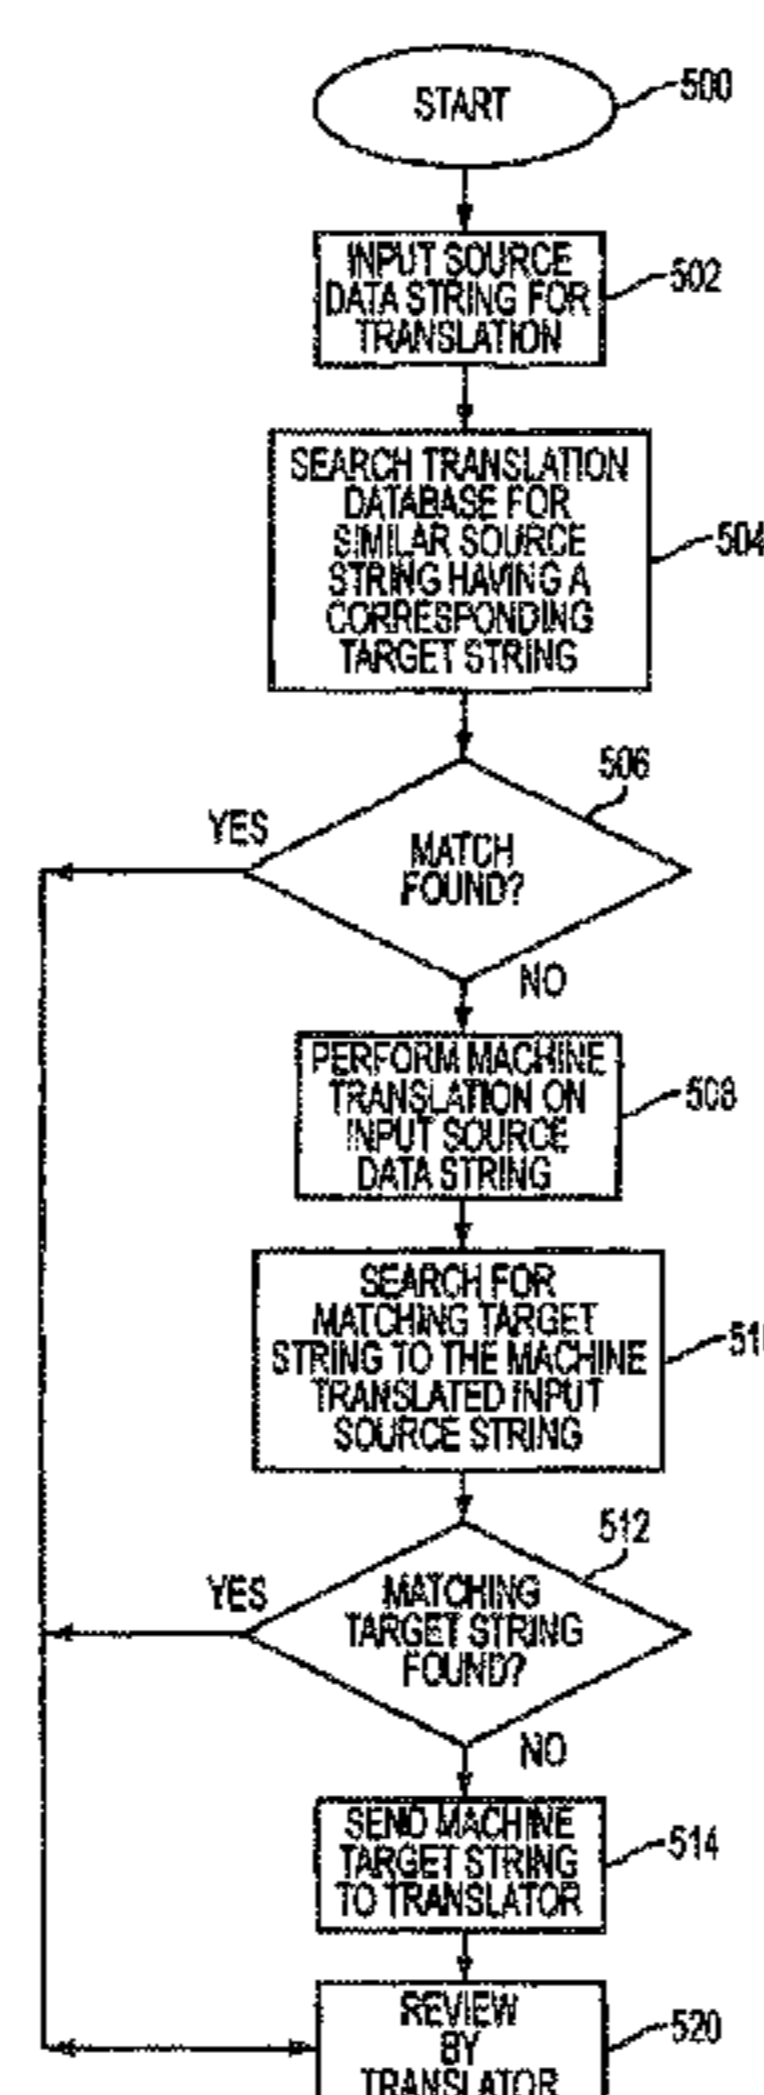 START
500
INPUT SOURCE
DATA STRING FOR
TRANSLATION
502
SEARCH TRANSLATION
DATABASE FOR
SIMILAR SOURCE
STRING HAVING A
CORRESPONDING
TARGET STRING
504
506
YES
MATCH
FOUND?
NO
PERFORM MACHINE
TRANSLATION ON
INPUT SOURCE
DATA STRING
508
SEARCH FOR
MATCHING TARGET
STRING TO THE MACHINE
TRANSLATED INPUT
SOURCE STRING
512
YES
MATCHING
TARGET STRING
FOUND?
NO
SEND MACHINE
TARGET STRING
TO TRANSLATOR
514
REVIEW
BY
TRANSLATOR
520